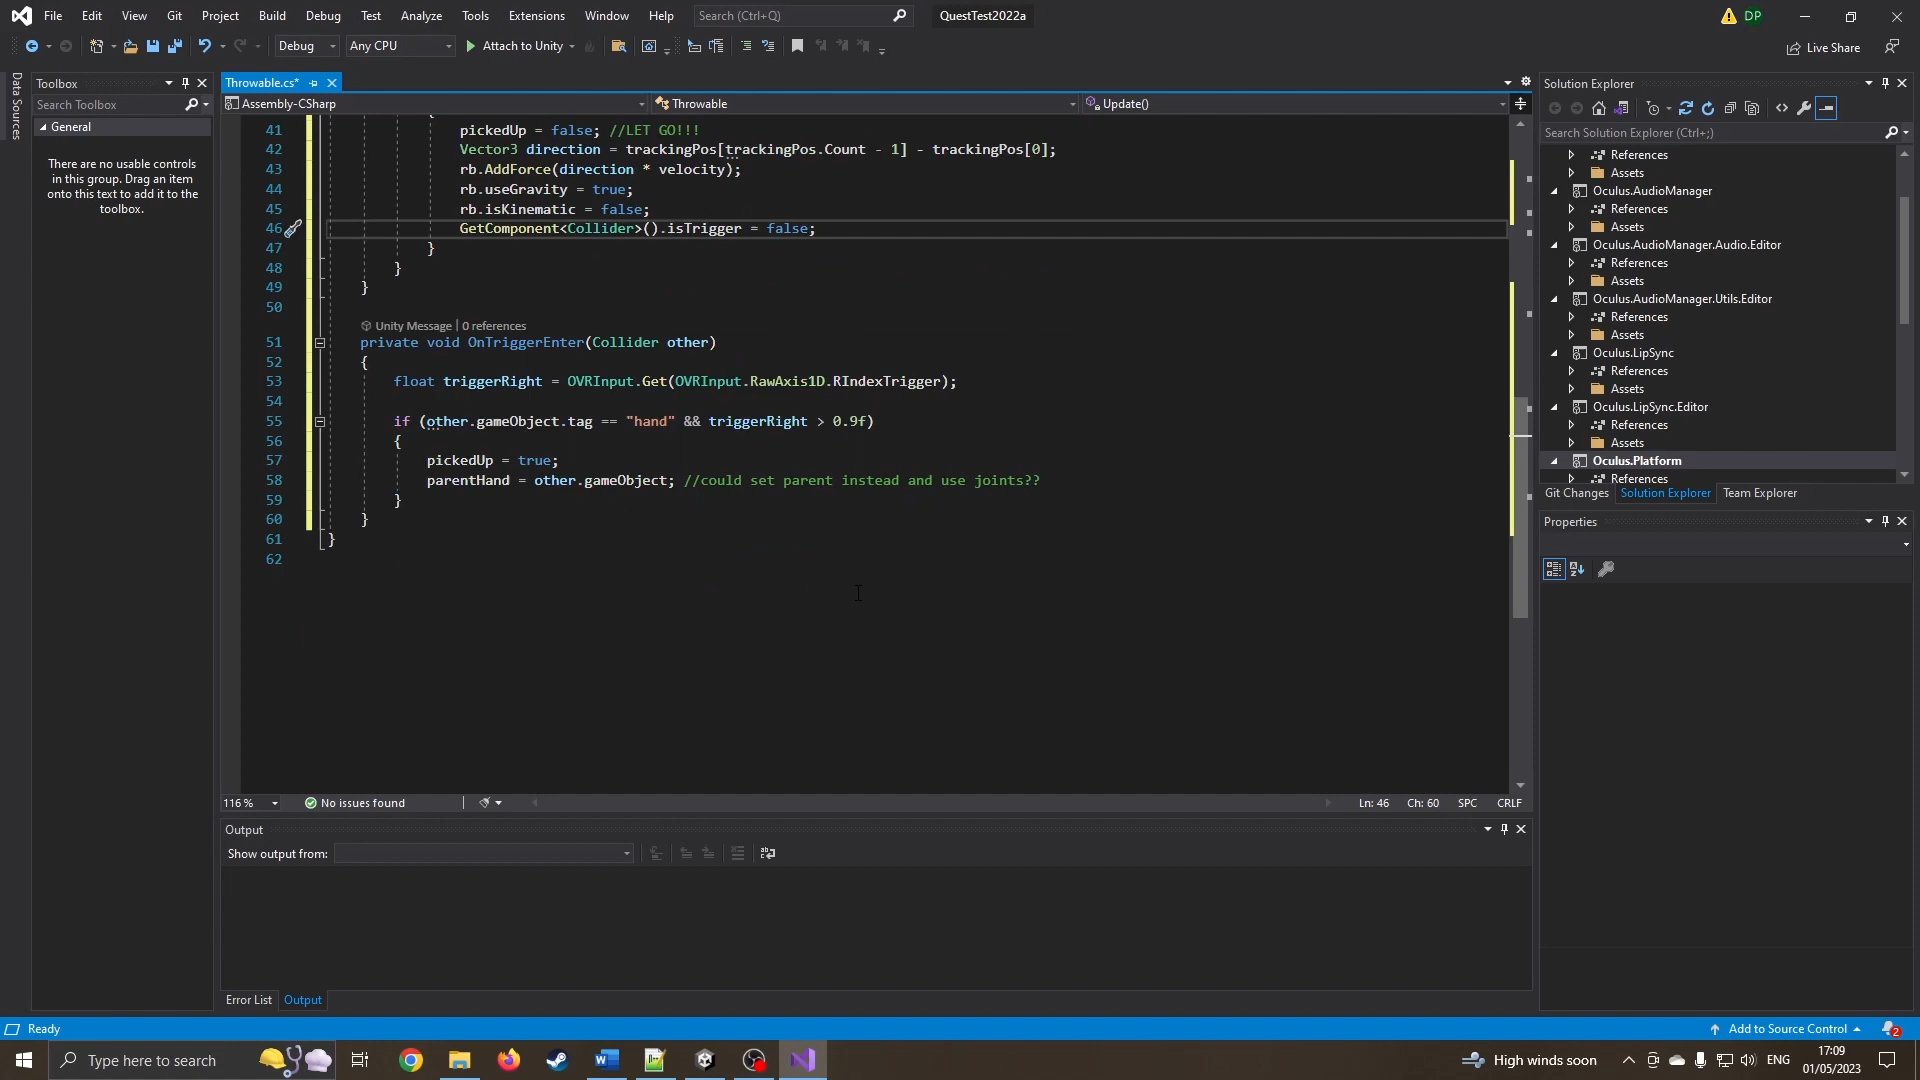 File Edit View Git Project Build Debug Test Analyze Tools Extensions Window Help Search (Ctrl+Q) QuestTest2022a DP
Debug Any CPU Attach to Unity Live Share
Data Sources
Toolbox
Search Toolbox
General
There are no usable controls
in this group. Drag an item
onto this text to add it to the
toolbox.
Throwable.cs*
Assembly-CSharp Throwable Update()
41 pickedUp = false; //LET GO!!!
42 Vector3 direction = trackingPos[trackingPos.Count - 1] - trackingPos[0];
43 rb.AddForce(direction * velocity);
44 rb.useGravity = true;
45 rb.isKinematic = false;
46 GetComponent<Collider>().isTrigger = false;
47 }
48 }
49 }
50
Unity Message | 0 references
51 private void OnTriggerEnter(Collider other)
52 {
53 float triggerRight = OVRInput.Get(OVRInput.RawAxis1D.RIndexTrigger);
54
55 if (other.gameObject.tag == "hand" && triggerRight > 0.9f)
56 {
57 pickedUp = true;
58 parentHand = other.gameObject; //could set parent instead and use joints??
59 }
60 }
61 }
62
116 % No issues found Ln: 46 Ch: 60 SPC CRLF
Output
Show output from:
Error List Output
Solution Explorer
Search Solution Explorer (Ctrl+;)
References
Assets
Oculus.AudioManager
References
Assets
Oculus.AudioManager.Audio.Editor
References
Assets
Oculus.AudioManager.Utils.Editor
References
Assets
Oculus.LipSync
References
Assets
Oculus.LipSync.Editor
References
Assets
Oculus.Platform
References
Git Changes Solution Explorer Team Explorer
Properties
Ready Add to Source Control 2
Type here to search High winds soon ENG 17:09
01/05/2023